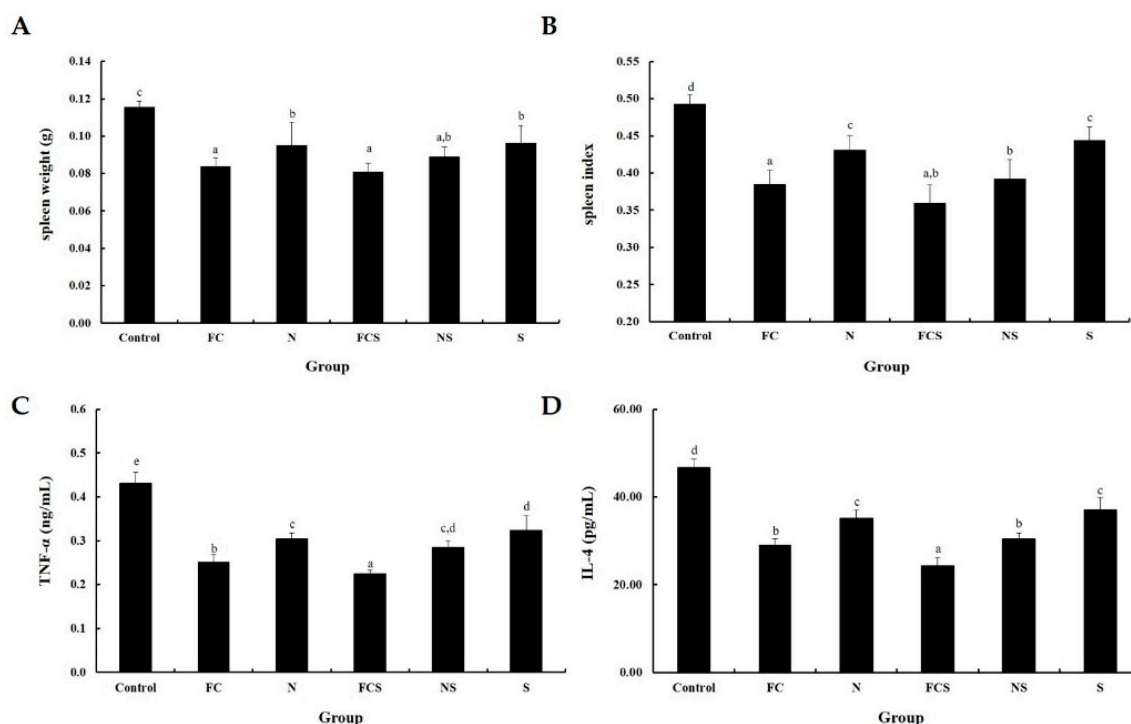 A
spleen weight (g)
0.14
0.12
0.10
0.08
0.06
0.04
0.02
0.00
c
a
b
a
a,b
b
Control FC N FCS NS S
Group
B
spleen index
0.55
0.50
0.45
0.40
0.35
0.30
0.25
0.20
d
a
c
a,b
b
c
Control FC N FCS NS S
Group
C
TNF-α (ng/mL)
0.6
0.5
0.4
0.3
0.2
0.1
0.0
e
b
c
a
c,d
d
Control FC N FCS NS S
Group
D
IL-4 (pg/mL)
60.00
40.00
20.00
0.00
d
b
c
a
b
c
Control FC N FCS NS S
Group